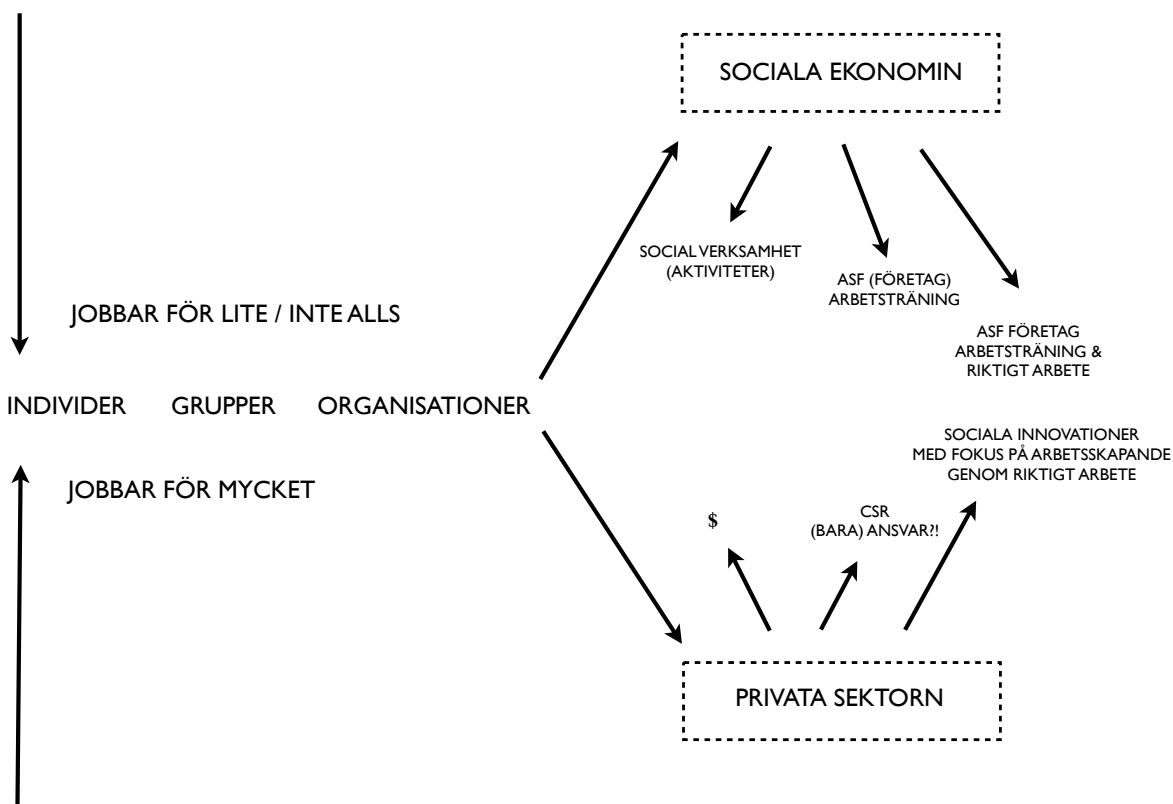 SOCIALA EKONOMIN
SOCIAL VERKSAMHET
(AKTIVITETER)
ASF (FÖRETAG)
ARBETSTRÄNING
ASF FÖRETAG
ARBETSTRÄNING &
RIKTIGT ARBETE
JOBBAR FÖR LITE / INTE ALLS
INDIVIDER GRUPPER ORGANISATIONER
JOBBAR FÖR MYCKET
SOCIALA INNOVATIONER
MED FOKUS PÅ ARBETSSKAPANDE
GENOM RIKTIGT ARBETE
$
CSR
(BARA) ANSVAR?!
PRIVATA SEKTORN